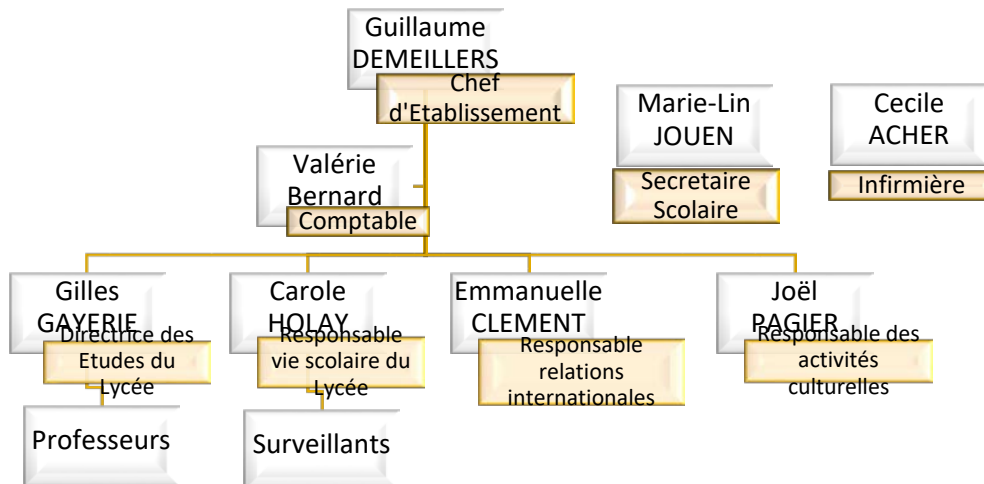 Guillaume
DEMEILLERS
Chef
d'Etablissement
Marie-Lin
JOUEN
Secretaire
Scolaire
Cecile
ACHER
Infirmière
Valérie
Bernard
Comptable
Gilles
GAYERIE
Directrice des
Etudes du
Lycée
Carole
HOLAY
Responsable
vie scolaire du
Lycée
Emmanuelle
CLEMENT
Responsable
relations
internationales
Joël
PAGIER
Responsable des
activités
culturelles
Professeurs
Surveillants